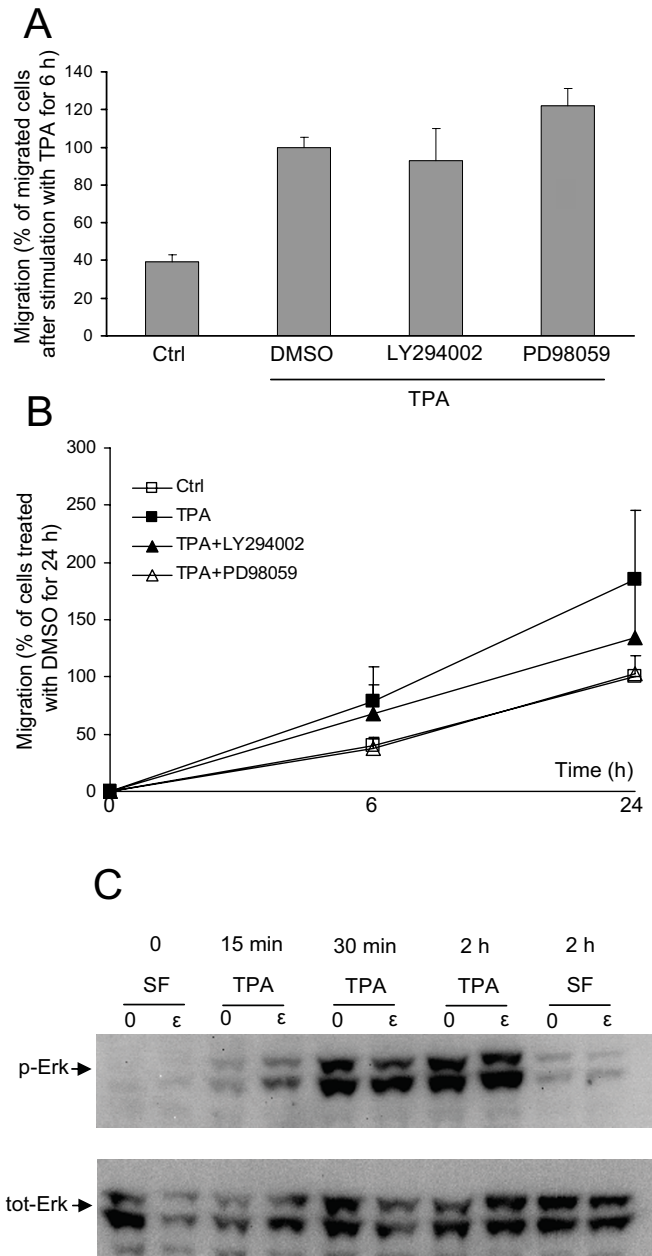 A
Migration (% of migrated cells
after stimulation with TPA for 6 h)
140
120
100
80
60
40
20
0
Ctrl DMSO LY294002 PD98059
TPA
B
Migration (% of cells treated
with DMSO for 24 h)
300
250
200
150
100
50
0
Ctrl
TPA
TPA+LY294002
TPA+PD98059
Time (h)
0 6 24
C
0 15 min 30 min 2 h 2 h
SF TPA TPA TPA SF
0 ε 0 ε 0 ε 0 ε 0 ε
p-Erk
tot-Erk